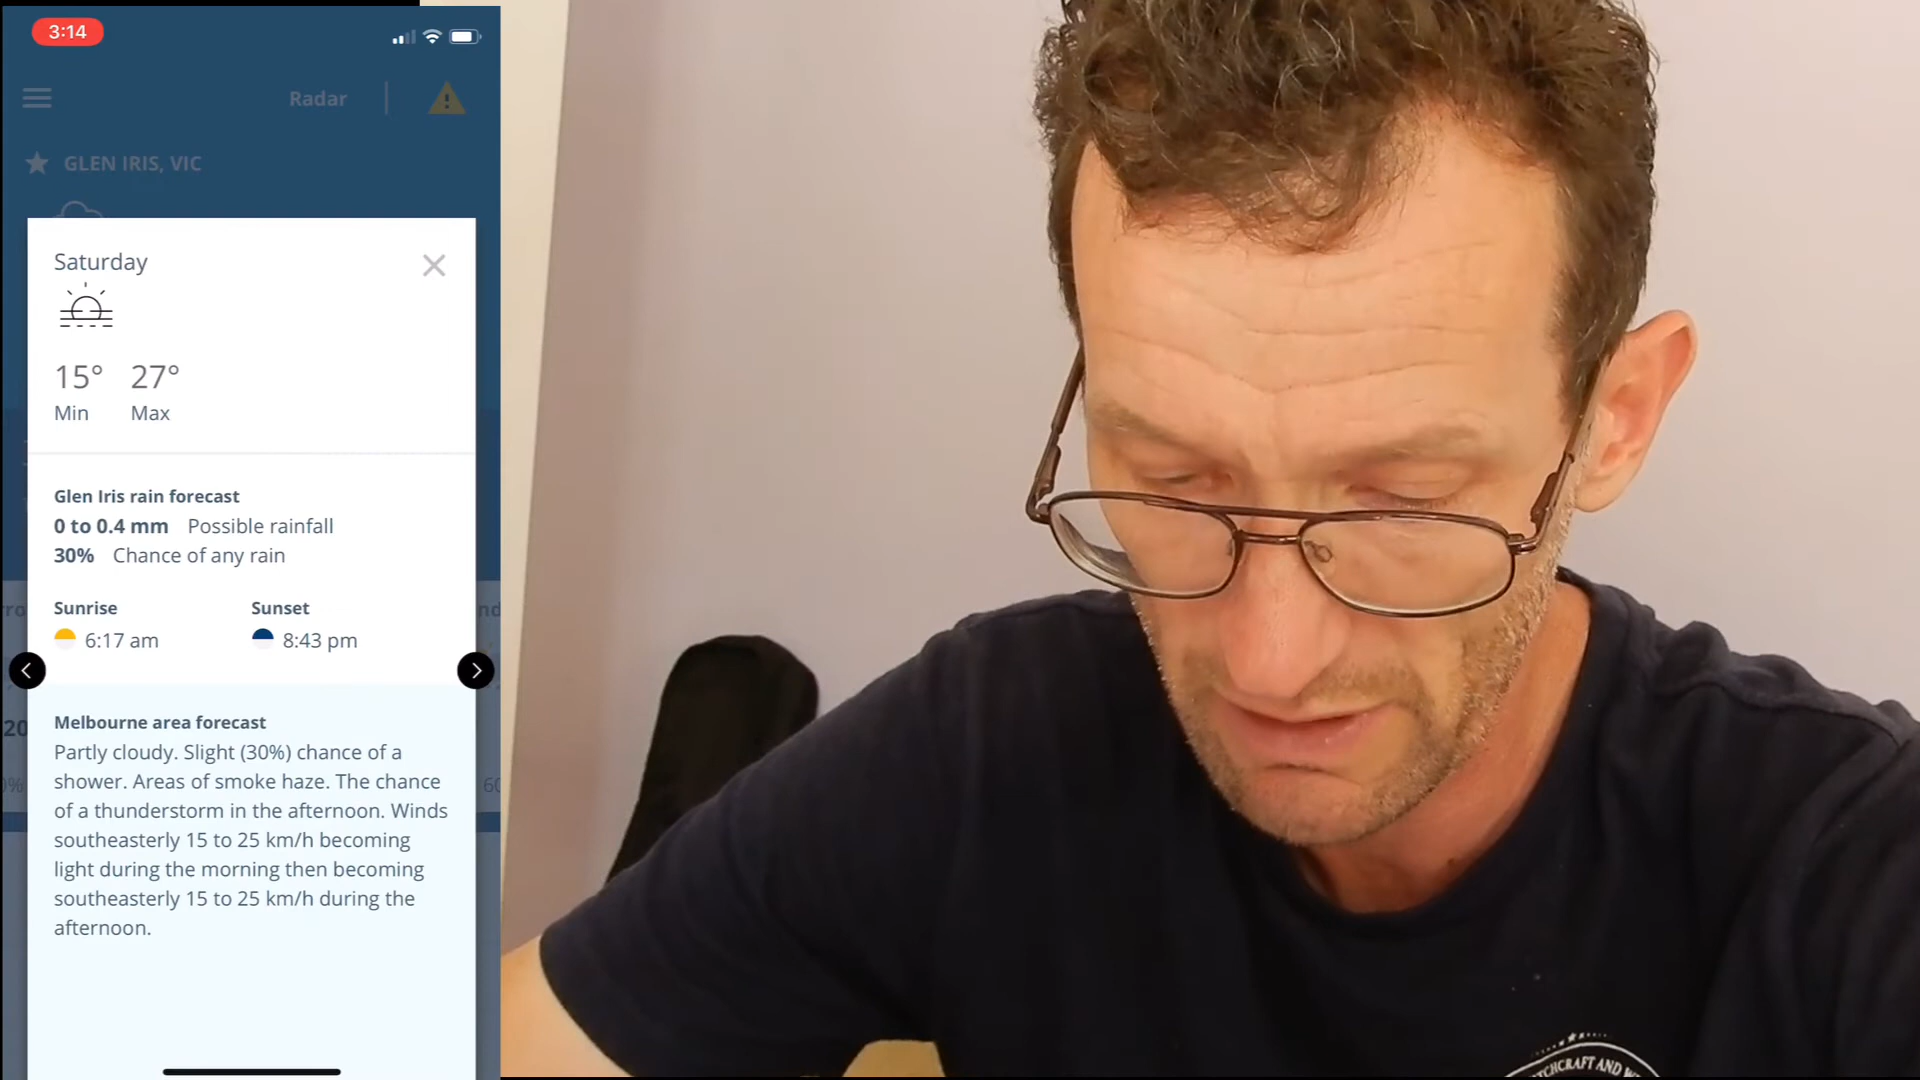 3:14
Radar
GLEN IRIS, VIC
Saturday
15° 27°
Min Max
Glen Iris rain forecast
0 to 0.4 mm Possible rainfall
30% Chance of any rain
Sunrise Sunset
6:17 am 8:43 pm
Melbourne area forecast
Partly cloudy. Slight (30%) chance of a
shower. Areas of smoke haze. The chance
of a thunderstorm in the afternoon. Winds
southeasterly 15 to 25 km/h becoming
light during the morning then becoming
southeasterly 15 to 25 km/h during the
afternoon.
20
60
TCHCRAFT AND W